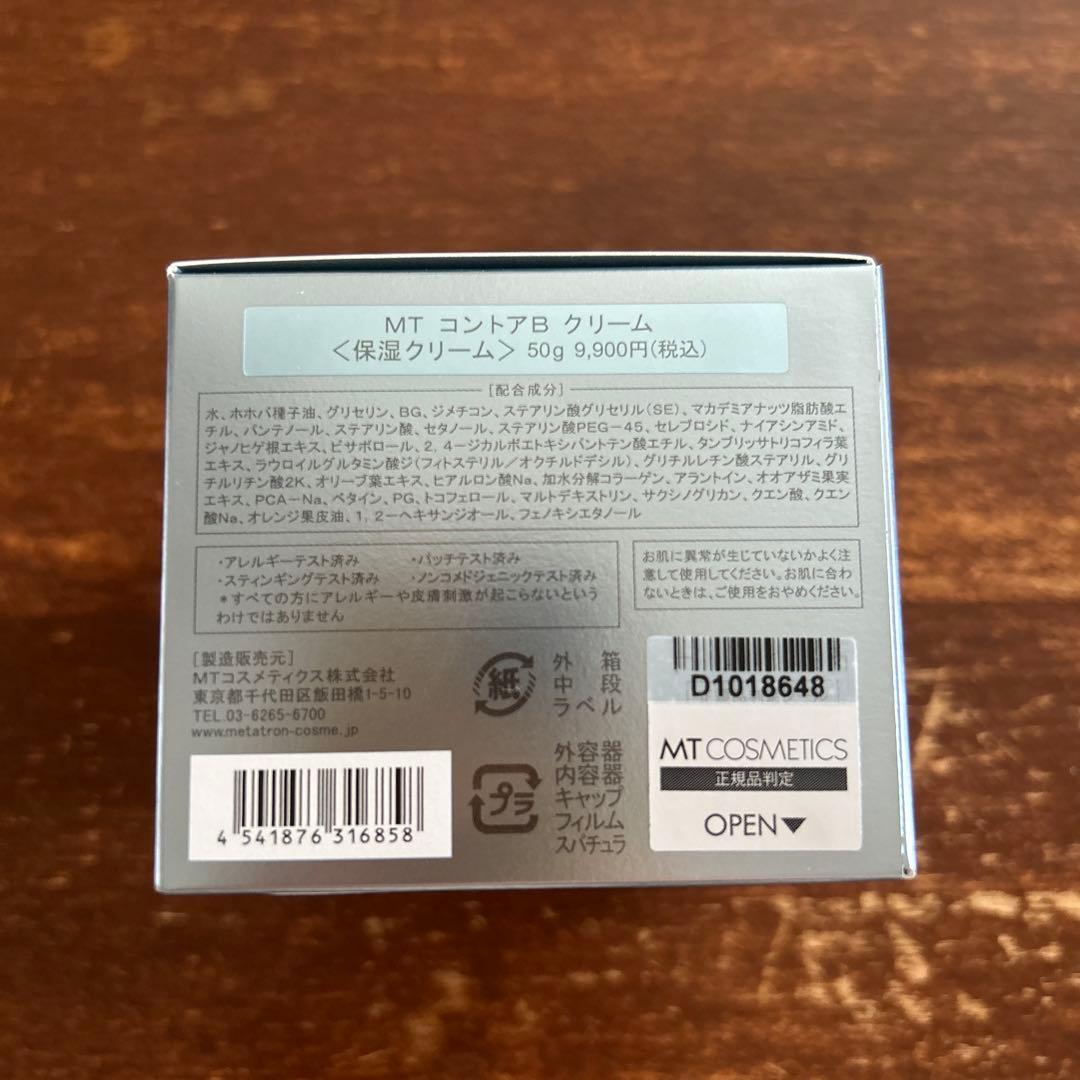 MT コントアB クリーム
＜保湿クリーム＞ 50g 9,900円(税込)
[配合成分]
水、ホホバ種子油、グリセリン、BG、ジメチコン、ステアリン酸グリセリル(SE)、マカデミアナッツ脂肪酸エ
チル、パンテノール、ステアリン酸、セタノール、ステアリン酸PEG－45、セレブロシド、ナイアシンアミド、
ジャノヒゲ根エキス、ビサボロール、2, 4－ジカルボエトキシパントテン酸エチル、タンブリッサトリコフィラ葉
エキス、ラウロイルグルタミン酸ジ(フィトステリル／オクチルドデシル)、グリチルレチン酸ステアリル、グリ
チルリチン酸2K、オリーブ葉エキス、ヒアルロン酸Na、加水分解コラーゲン、アラントイン、オオアザミ果実
エキス、PCA－Na、ベタイン、PG、トコフェロール、マルトデキストリン、サクシノグリカン、クエン酸、クエン
酸Na、オレンジ果皮油、1, 2－ヘキサンジオール、フェノキシエタノール
・アレルギーテスト済み ・パッチテスト済み
・スティンギングテスト済み ・ノンコメドジェニックテスト済み
＊すべての方にアレルギーや皮膚刺激が起こらないという
わけではありません
お肌に異常が生じていないかよく注
意して使用してください。お肌に合わ
ないときは、ご使用をおやめください。
[製造販売元]
MTコスメティクス株式会社
東京都千代田区飯田橋1-5-10
TEL.03-6265-6700
www.metatron-cosme.jp
紙
外 箱
中 段
ラベル
プラ
外容器
内容器
キャップ
フィルム
スパチュラ
4 541876 316858
D1018648
MT COSMETICS
正規品判定
OPEN▼